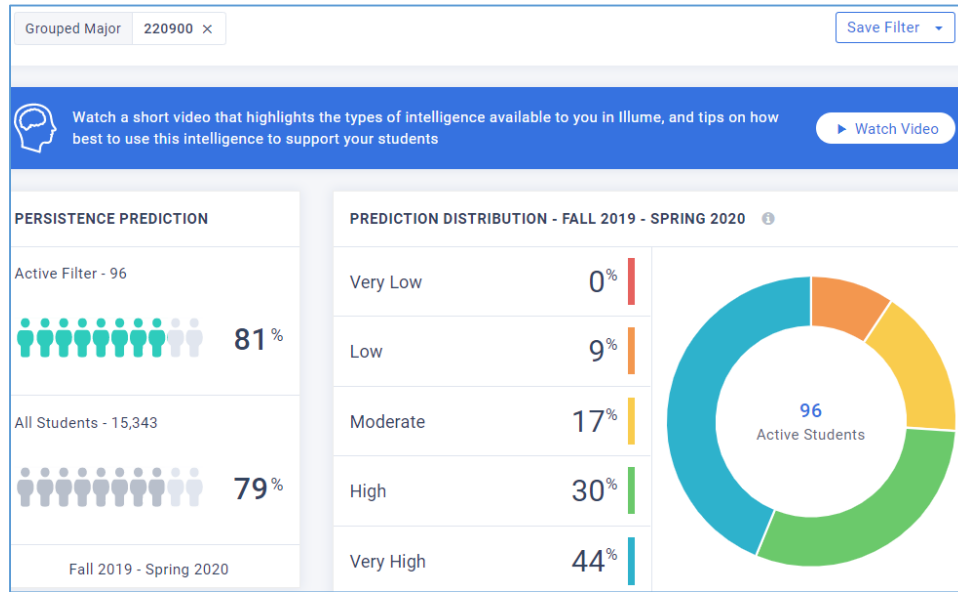 Grouped Major 220900 ×
Save Filter
Watch a short video that highlights the types of intelligence available to you in Illume, and tips on how
best to use this intelligence to support your students
Watch Video
PERSISTENCE PREDICTION
Active Filter - 96
81%
All Students - 15,343
79%
Fall 2019 - Spring 2020
PREDICTION DISTRIBUTION - FALL 2019 - SPRING 2020
Very Low 0%
Low 9%
Moderate 17%
High 30%
Very High 44%
96
Active Students